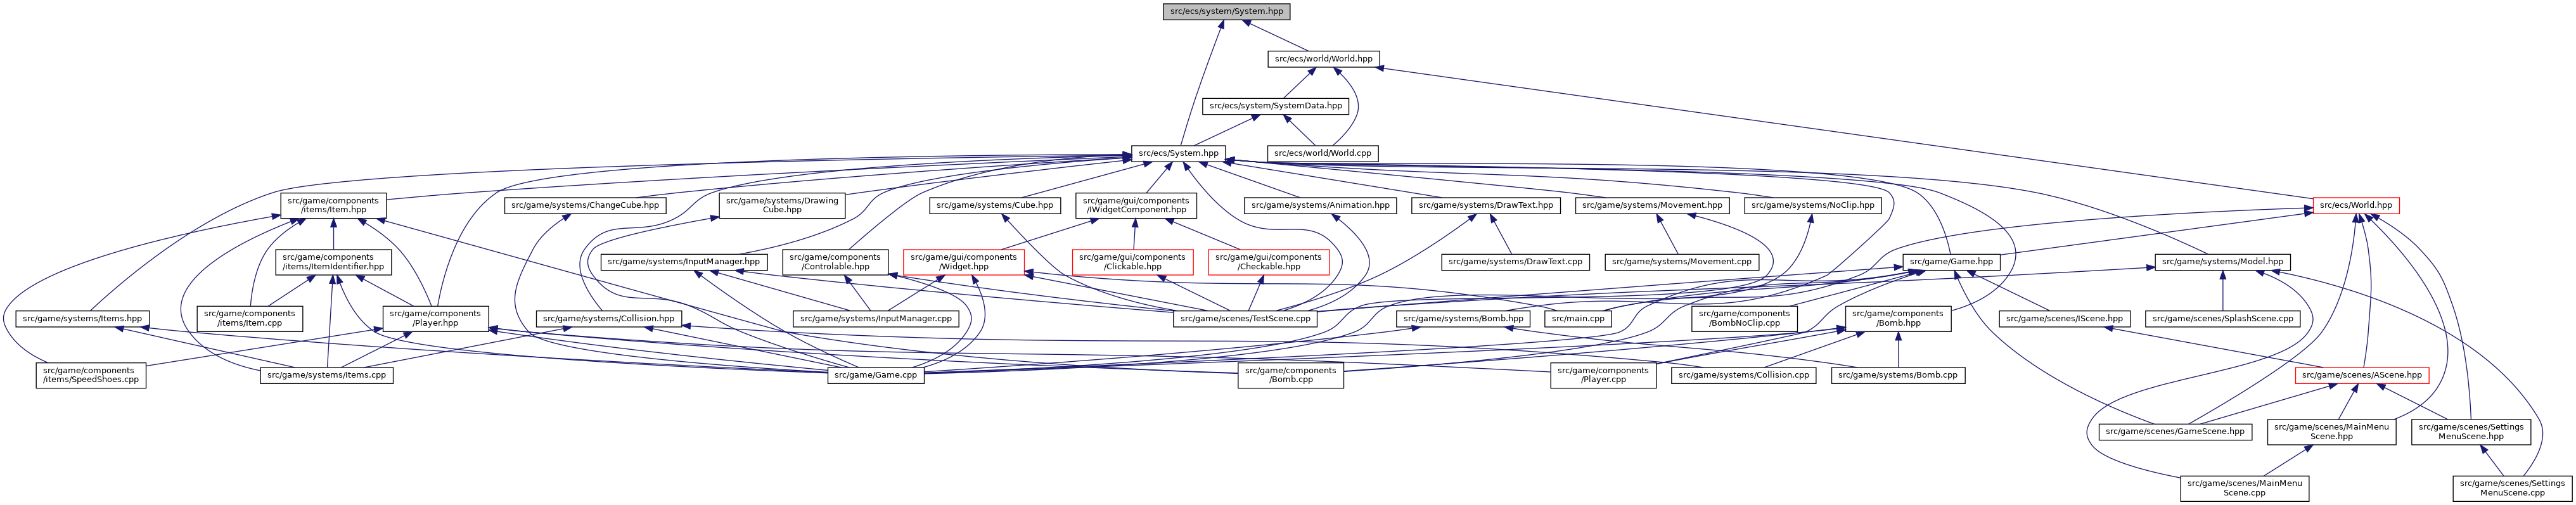 src/ecs/system/System.hpp
src/ecs/world/World.hpp
src/ecs/system/SystemData.hpp
src/ecs/System.hpp
src/ecs/world/World.cpp
src/game/components
/items/Item.hpp
src/game/systems/ChangeCube.hpp
src/game/systems/Drawing
Cube.hpp
src/game/systems/Cube.hpp
src/game/gui/components
/IWidgetComponent.hpp
src/game/systems/Animation.hpp
src/game/systems/DrawText.hpp
src/game/systems/Movement.hpp
src/game/systems/NoClip.hpp
src/ecs/World.hpp
src/game/components
/items/ItemIdentifier.hpp
src/game/systems/InputManager.hpp
src/game/components
/Controlable.hpp
src/game/gui/components
/Widget.hpp
src/game/gui/components
/Clickable.hpp
src/game/gui/components
/Checkable.hpp
src/game/systems/DrawText.cpp
src/game/systems/Movement.cpp
src/game/Game.hpp
src/game/systems/Model.hpp
src/game/systems/Items.hpp
src/game/components
/items/Item.cpp
src/game/components
/Player.hpp
src/game/systems/Collision.hpp
src/game/systems/InputManager.cpp
src/game/scenes/TestScene.cpp
src/game/systems/Bomb.hpp
src/main.cpp
src/game/components
/BombNoClip.cpp
src/game/components
/Bomb.hpp
src/game/scenes/IScene.hpp
src/game/scenes/SplashScene.cpp
src/game/components
/items/SpeedShoes.cpp
src/game/systems/Items.cpp
src/game/Game.cpp
src/game/components
/Bomb.cpp
src/game/components
/Player.cpp
src/game/systems/Collision.cpp
src/game/systems/Bomb.cpp
src/game/scenes/AScene.hpp
src/game/scenes/GameScene.hpp
src/game/scenes/MainMenu
Scene.hpp
src/game/scenes/Settings
MenuScene.hpp
src/game/scenes/MainMenu
Scene.cpp
src/game/scenes/Settings
MenuScene.cpp